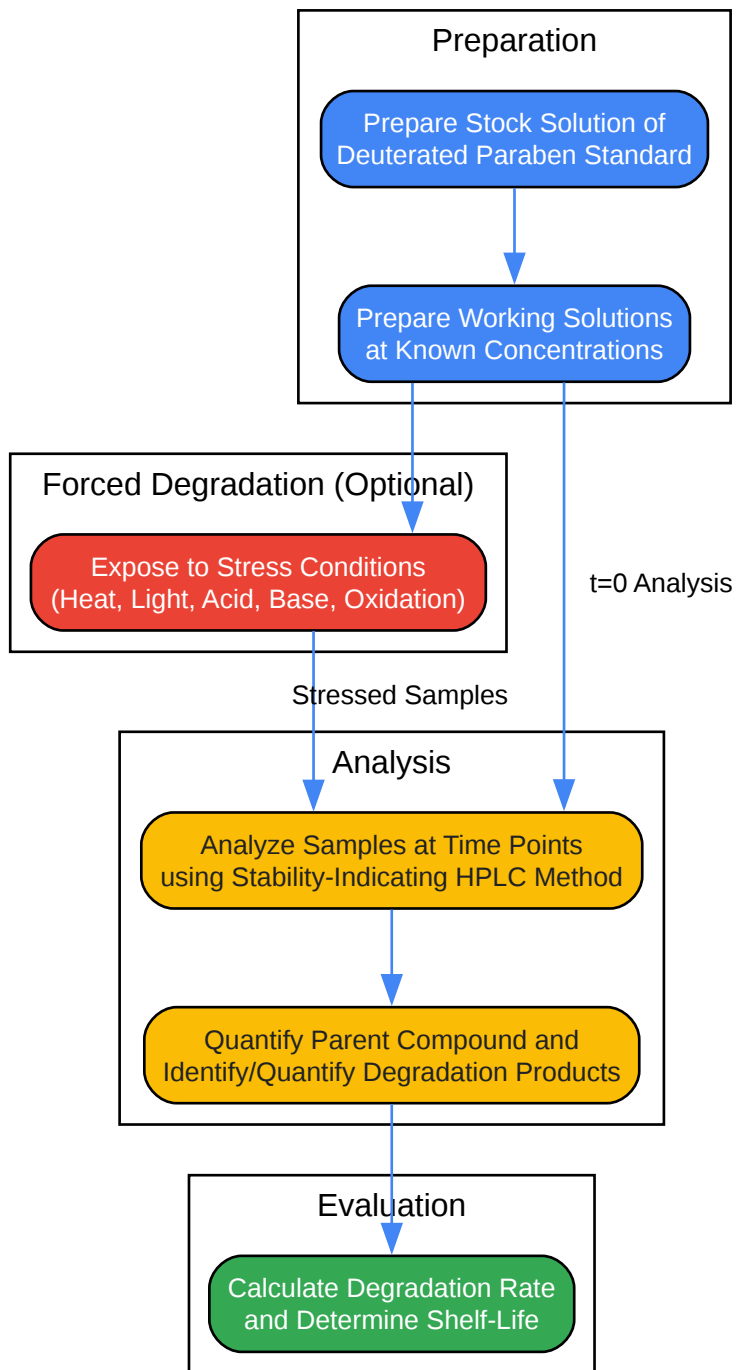 Preparation
Prepare Stock Solution of
Deuterated Paraben Standard
Prepare Working Solutions
at Known Concentrations
Forced Degradation (Optional)
Expose to Stress Conditions
(Heat, Light, Acid, Base, Oxidation)
t=0 Analysis
Stressed Samples
Analysis
Analyze Samples at Time Points
using Stability-Indicating HPLC Method
Quantify Parent Compound and
Identify/Quantify Degradation Products
Evaluation
Calculate Degradation Rate
and Determine Shelf-Life